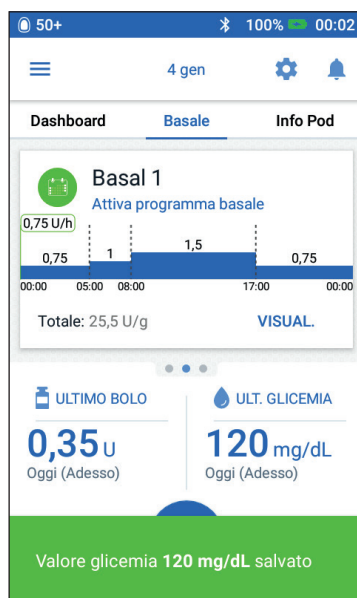 50+ 100% 00:02
4 gen
Dashboard Basale Info Pod
Basal 1
Attiva programma basale
0,75 U/h
0,75 1 1,5 0,75
00:00 05:00 08:00 17:00 00:00
Totale: 25,5 U/g VISUAL.
ULTIMO BOLO ULT. GLICEMIA
0,35 U 120 mg/dL
Oggi (Adesso) Oggi (Adesso)
Valore glicemia 120 mg/dL salvato